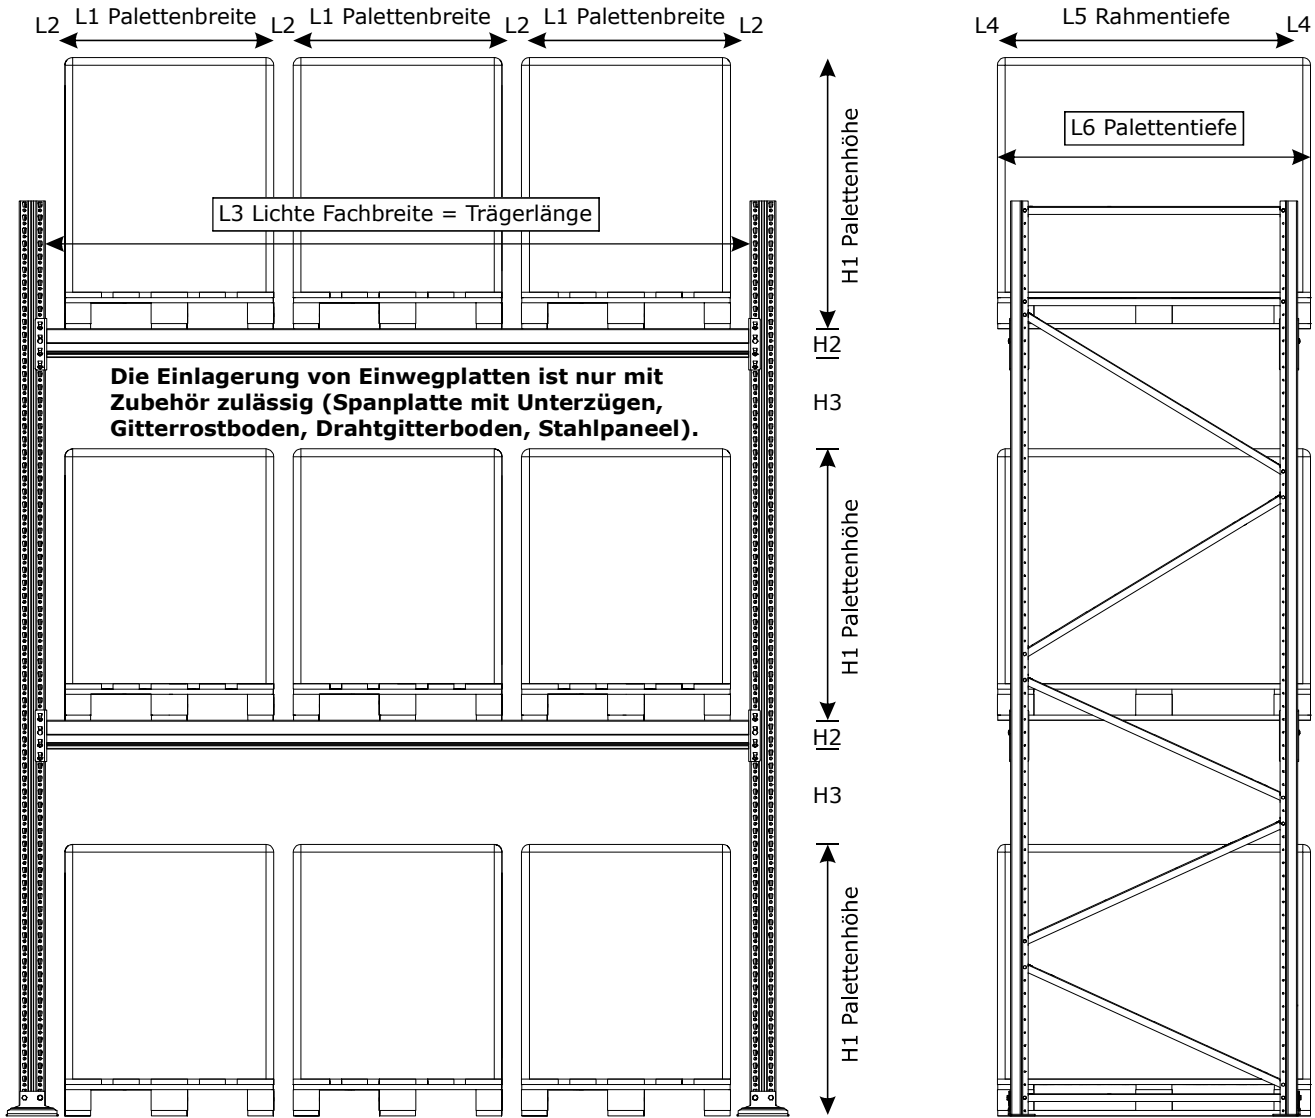 L2 L1 Palettenbreite L2 L1 Palettenbreite L2 L1 Palettenbreite L2
L4 L5 Rahmentiefe L4
L6 Palettentiefe
H1 Palettenhöhe
L3 Lichte Fachbreite = Trägerlänge
H2
Die Einlagerung von Einwegplatten ist nur mit
Zubehör zulässig (Spanplatte mit Unterzügen,
Gitterrostboden, Drahtgitterboden, Stahlpaneel).
H3
H1 Palettenhöhe
H2
H3
H1 Palettenhöhe